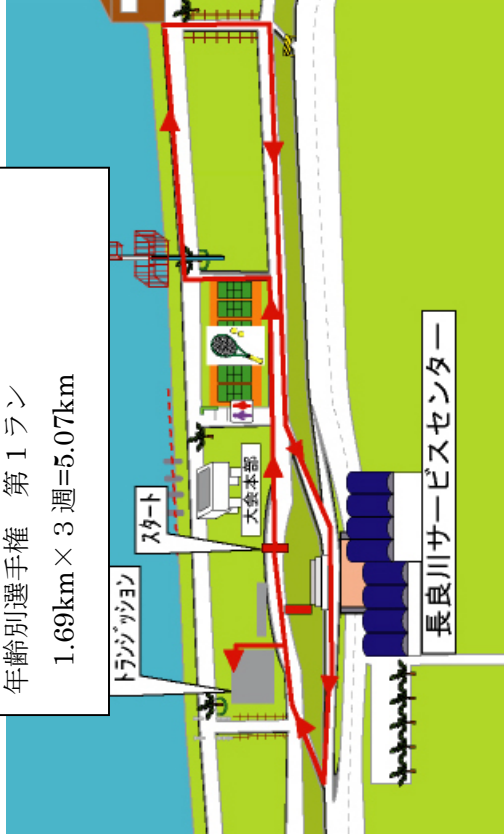 年齢別選手権 第1ラン
1.69km×3週=5.07km
トランジッション
スタート
大会本部
長良川サービスセンター